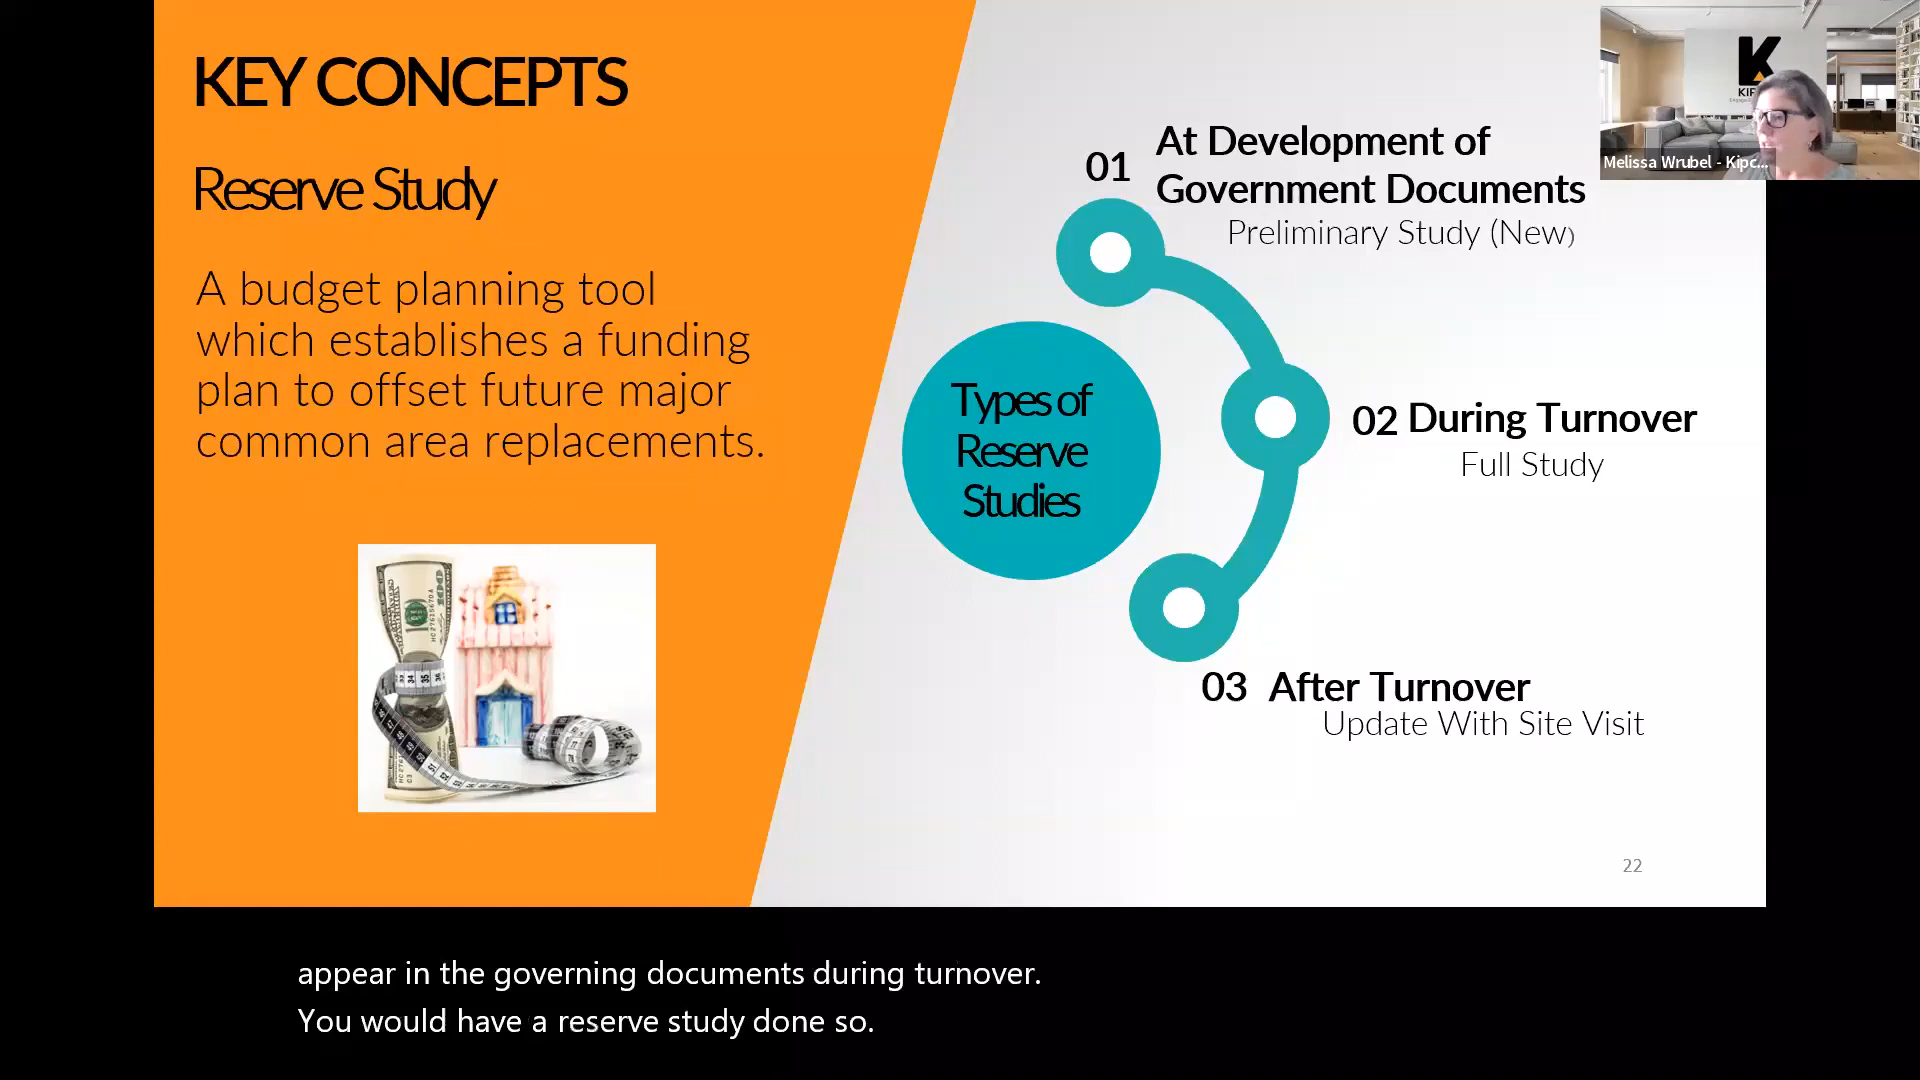 KEY CONCEPTS
Reserve Study
A budget planning tool
which establishes a funding
plan to offset future major
common area replacements.
Types of
Reserve
Studies
01
At Development of
Government Documents
Preliminary Study (New)
02 During Turnover
Full Study
03 After Turnover
Update With Site Visit
22
K
Melissa Wrubel - Kipc...
appear in the governing documents during turnover.
You would have a reserve study done so.